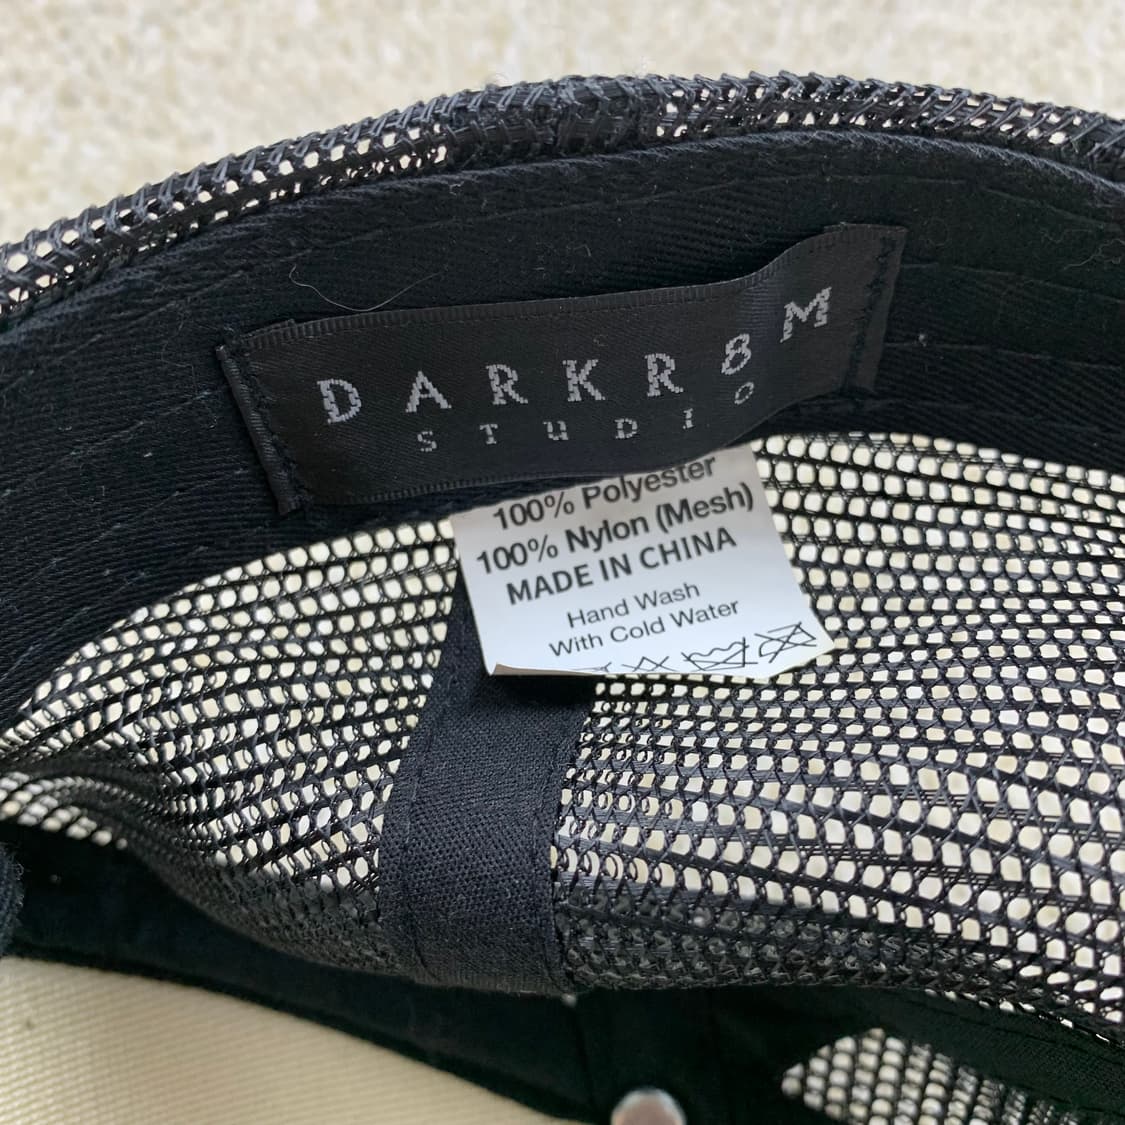 DARKR8M
STUDIO
100% Polyester
100% Nylon (Mesh)
MADE IN CHINA
Hand Wash
With Cold Water